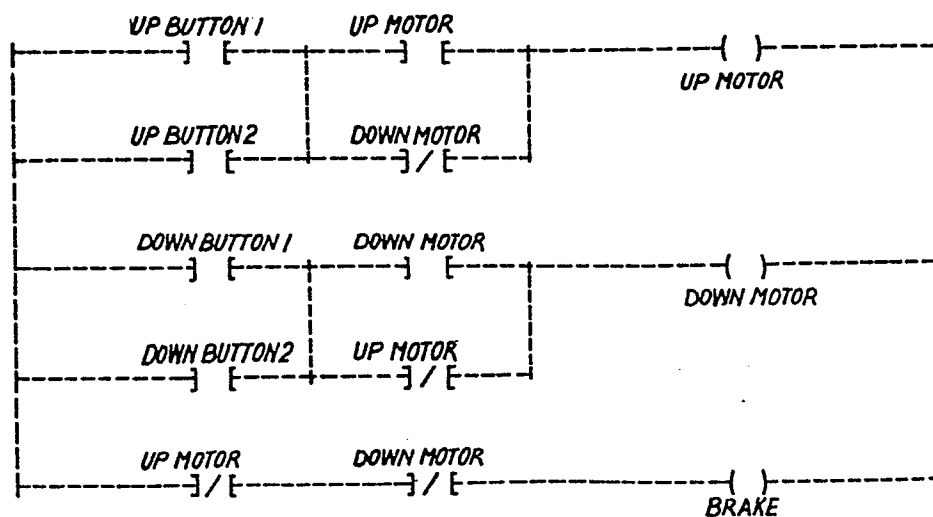 UP BUTTON 1 UP MOTOR
UP MOTOR
UP BUTTON 2 DOWN MOTOR
DOWN BUTTON 1 DOWN MOTOR
DOWN MOTOR
DOWN BUTTON 2 UP MOTOR
UP MOTOR DOWN MOTOR
BRAKE